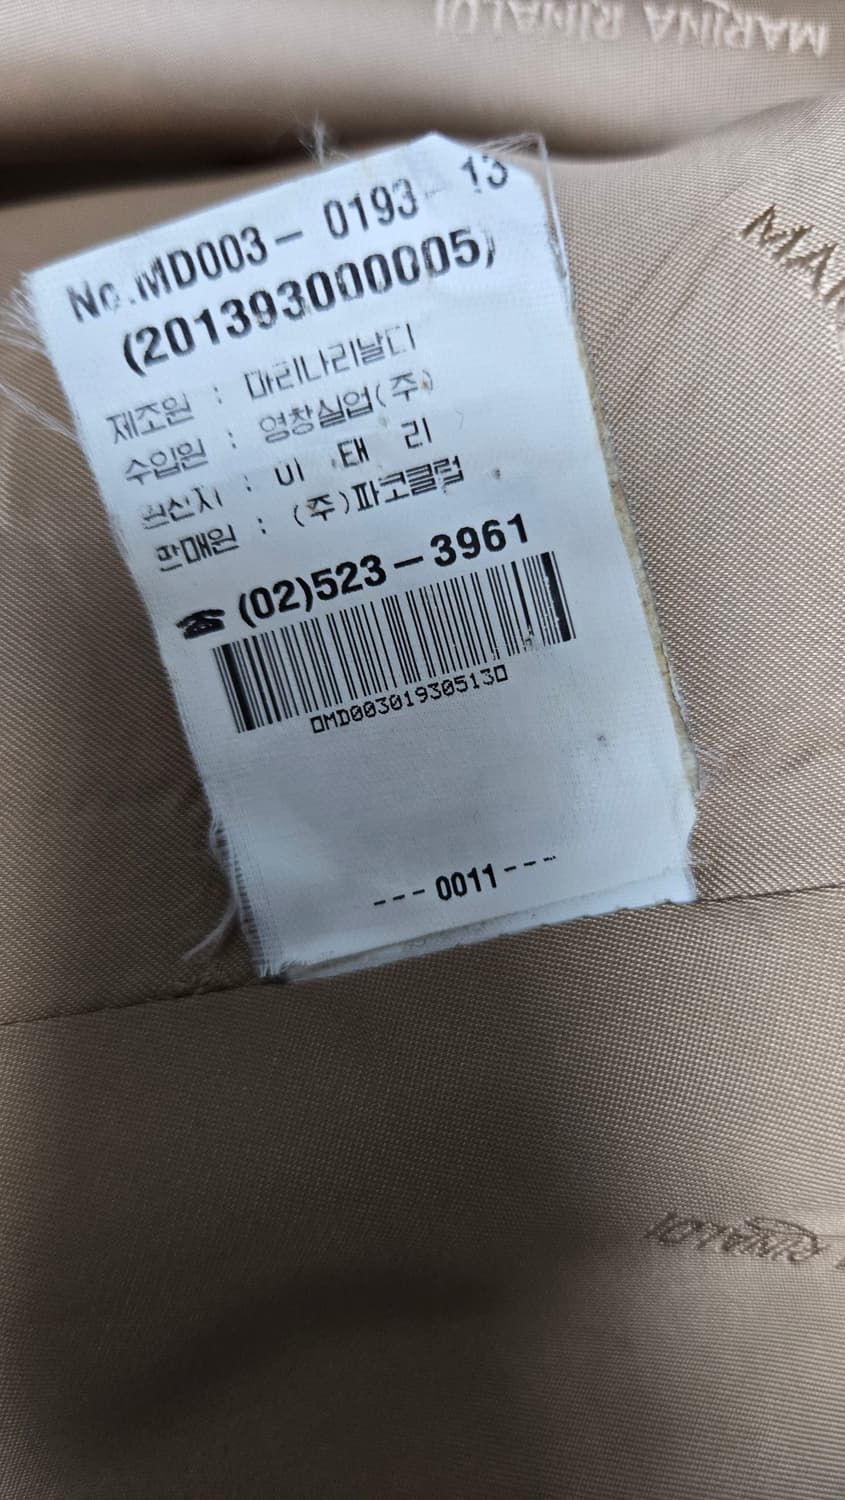 MARINA RINALDI
No.MD003- 0193- 13
(201393000005)
제조원 : 마리나리날디
수입원 : 영창실업(주)
원산지 : 이 태 리
판매원 : (주)파코클럽
☎ (02)523-3961
MD00301930513
---0011---
RINALDI